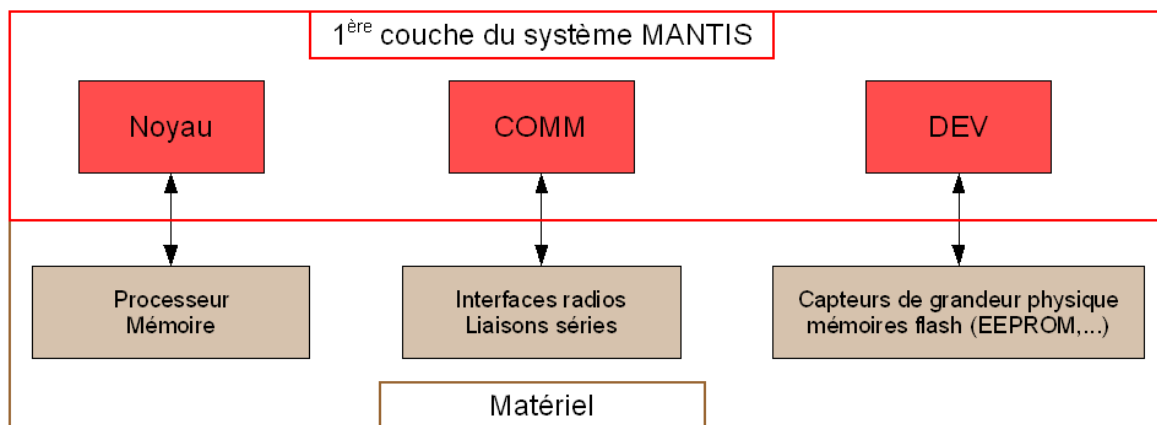 1ère couche du système MANTIS
Noyau
COMM
DEV
Processeur
Mémoire
Interfaces radios
Liaisons séries
Capteurs de grandeur physique
mémoires flash (EEPROM,...)
Matériel